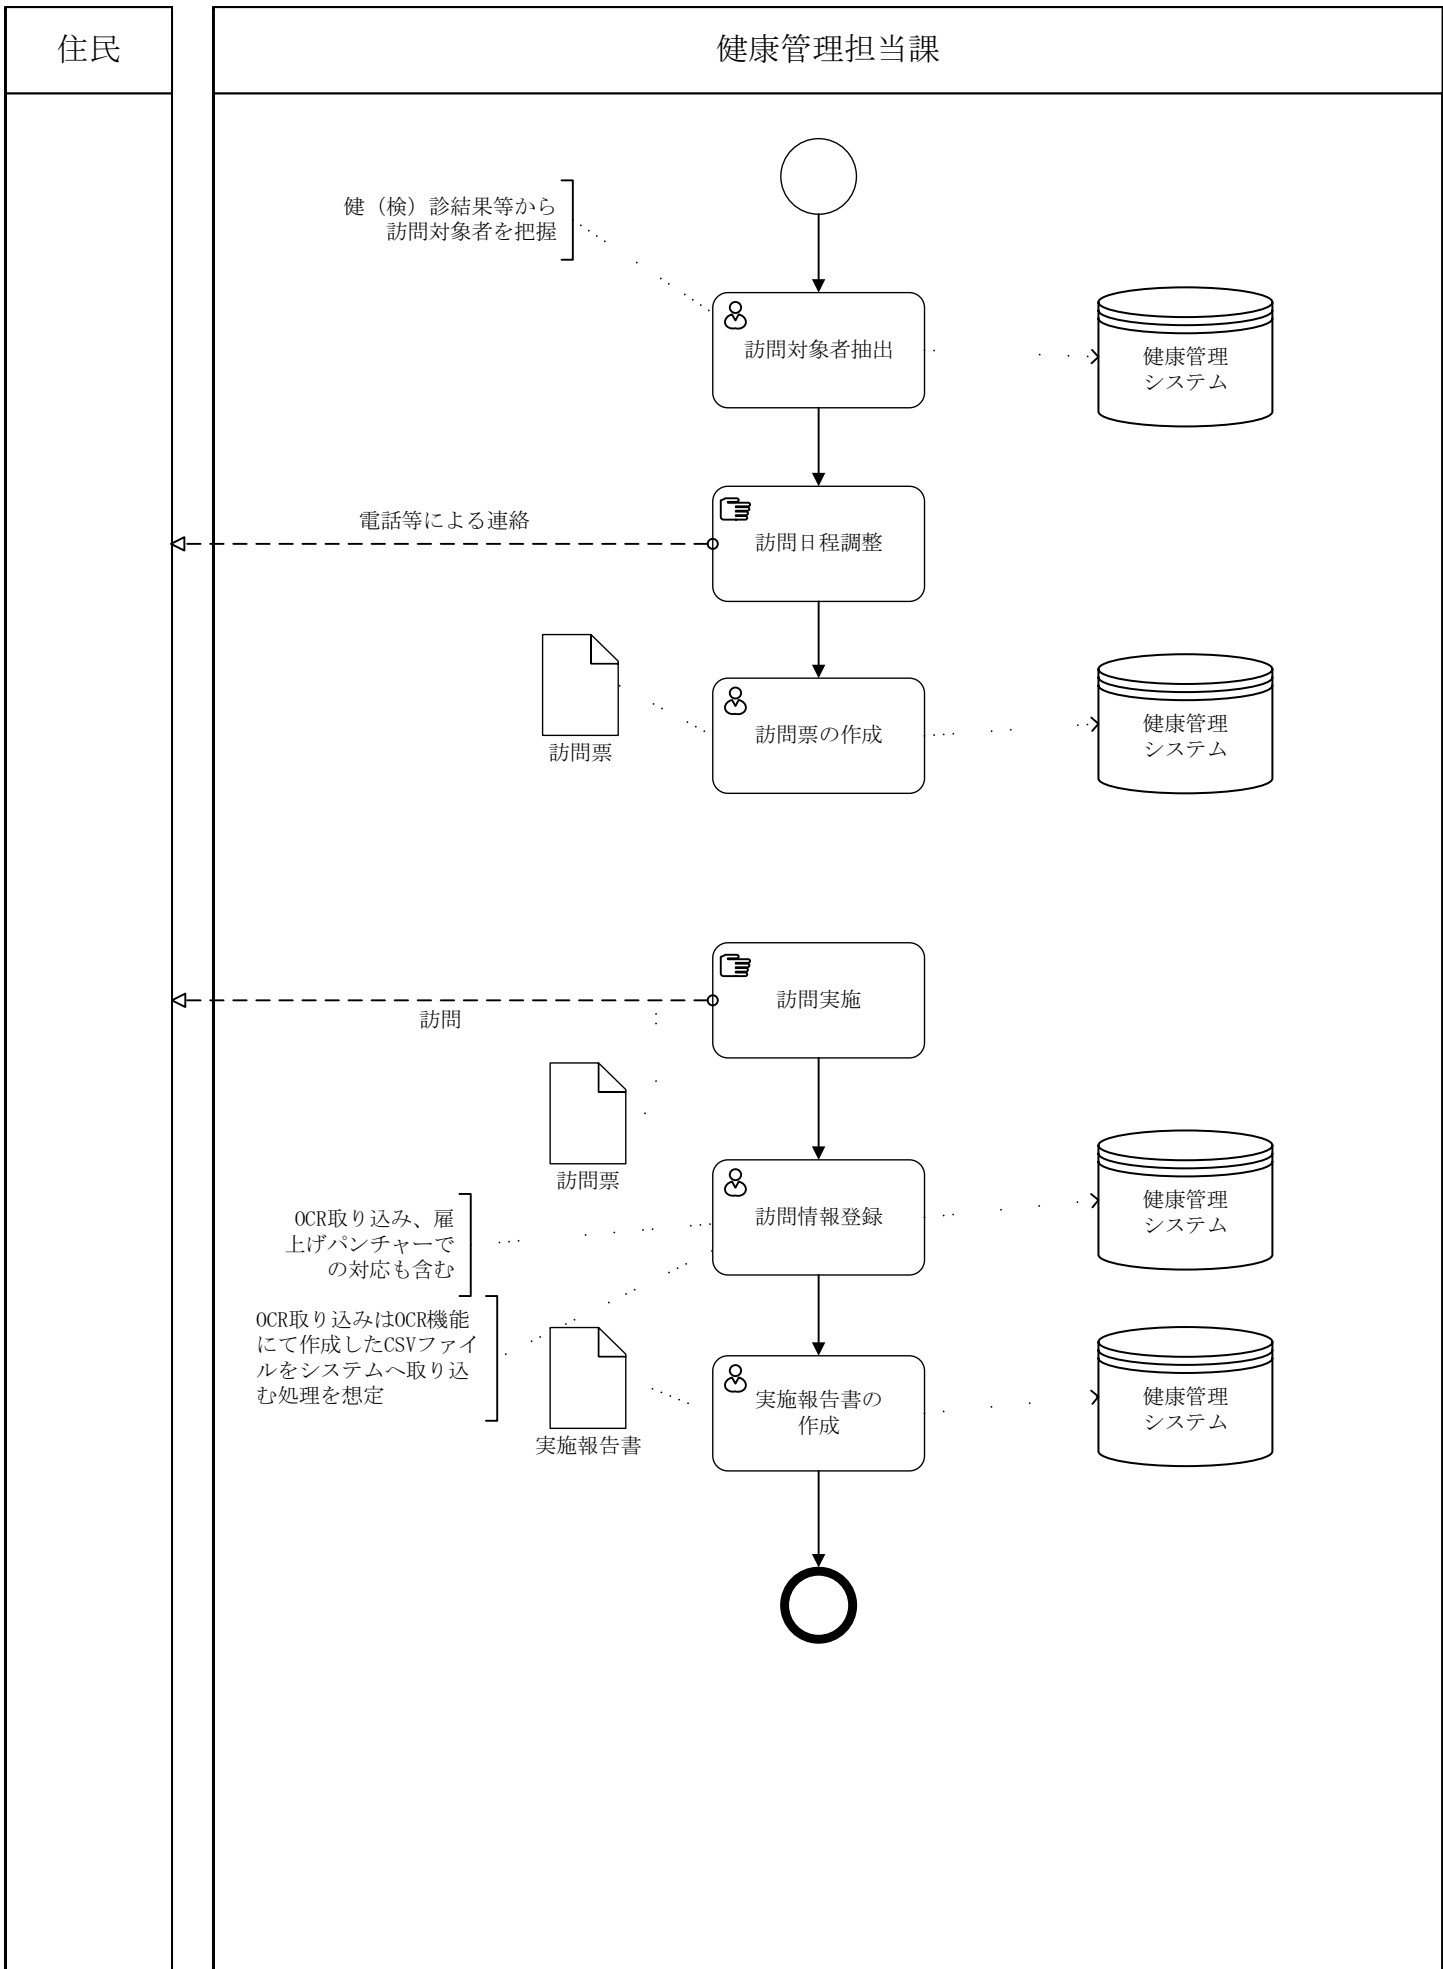 住民
健康管理担当課
健（検）診結果等から
訪問対象者を把握
訪問対象者抽出
健康管理
システム
電話等による連絡
訪問日程調整
訪問票
訪問票の作成
健康管理
システム
訪問実施
訪問
訪問票
OCR取り込み、雇
上げパンチャーで
の対応も含む
訪問情報登録
健康管理
システム
OCR取り込みはOCR機能
にて作成したCSVファイ
ルをシステムへ取り込
む処理を想定
実施報告書
実施報告書の
作成
健康管理
システム